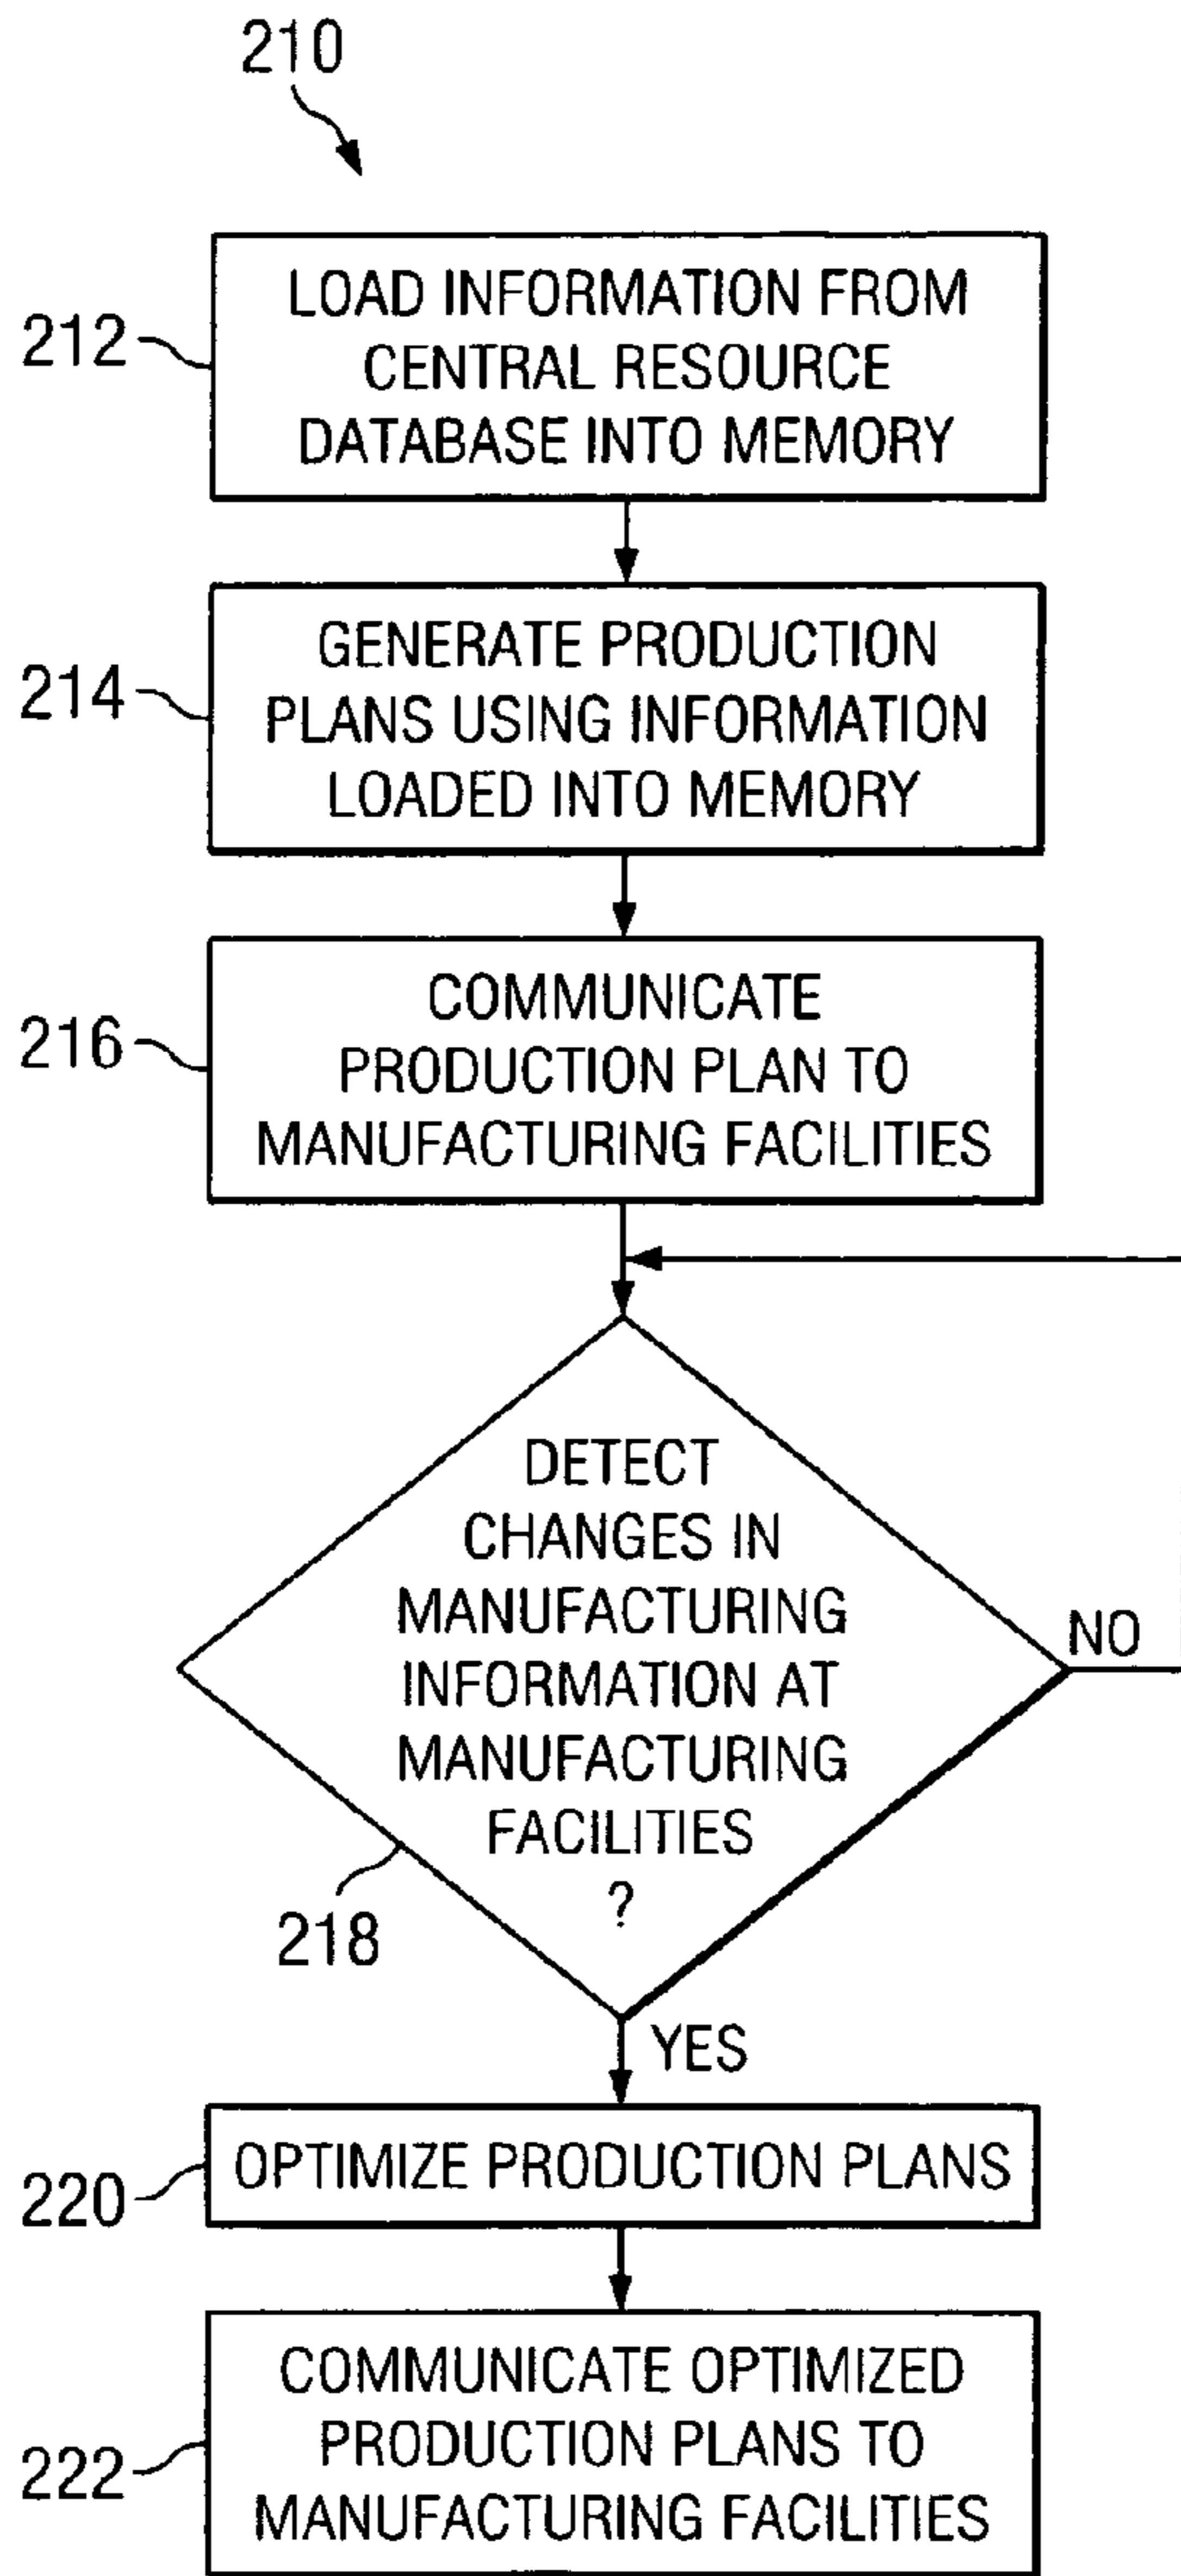 210
212
LOAD INFORMATION FROM
CENTRAL RESOURCE
DATABASE INTO MEMORY
214
GENERATE PRODUCTION
PLANS USING INFORMATION
LOADED INTO MEMORY
216
COMMUNICATE
PRODUCTION PLAN TO
MANUFACTURING FACILITIES
DETECT
CHANGES IN
MANUFACTURING
INFORMATION AT
MANUFACTURING
FACILITIES
?
NO
218
YES
220
OPTIMIZE PRODUCTION PLANS
222
COMMUNICATE OPTIMIZED
PRODUCTION PLANS TO
MANUFACTURING FACILITIES